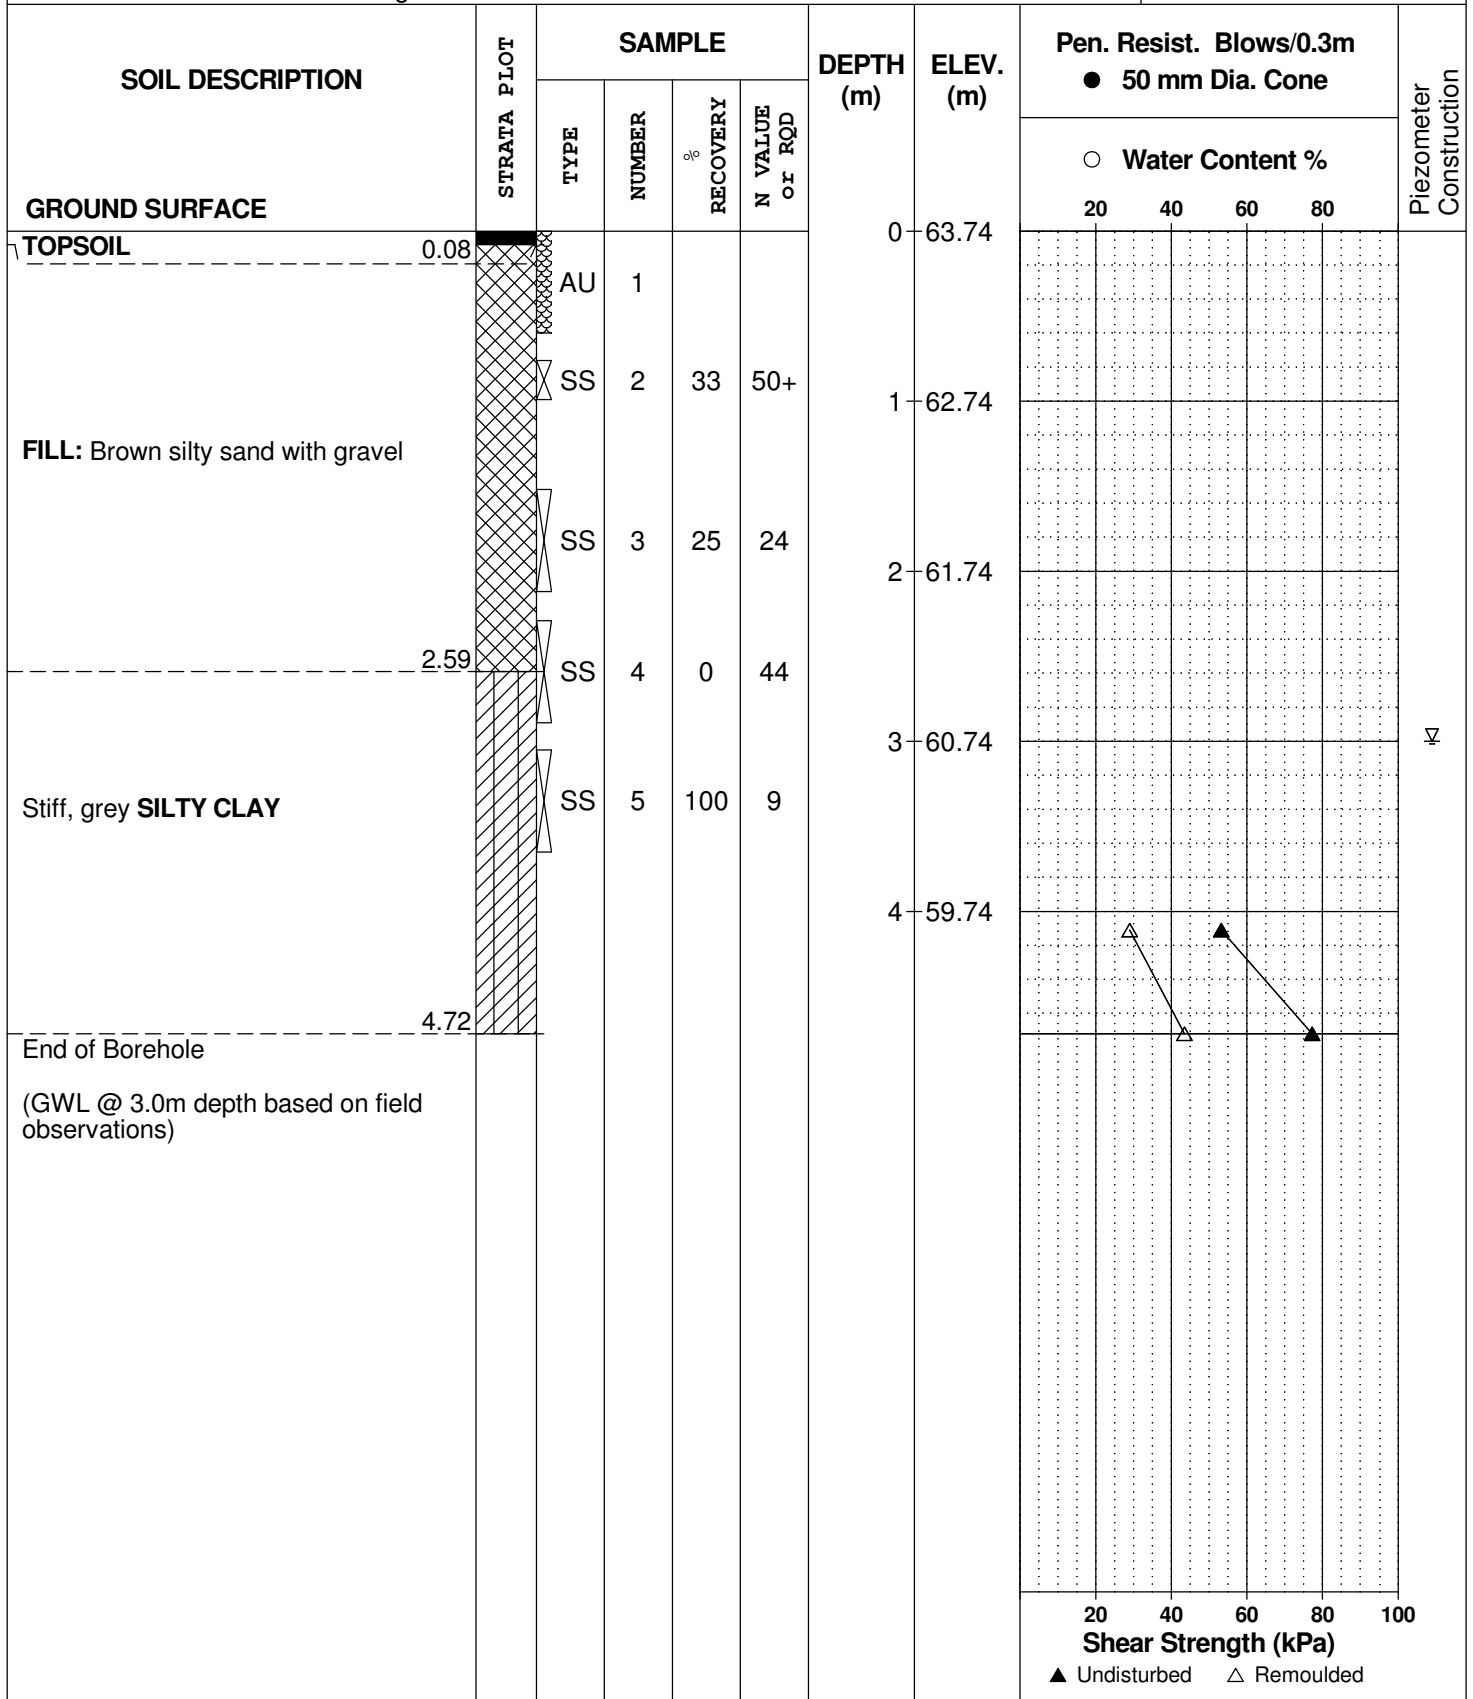 SOIL DESCRIPTION
GROUND SURFACE
STRATA PLOT
SAMPLE
TYPE
NUMBER
%
RECOVERY
N VALUE
or RQD
DEPTH
(m)
ELEV.
(m)
Pen. Resist. Blows/0.3m
● 50 mm Dia. Cone
○ Water Content %
20 40 60 80
Piezometer
Construction
TOPSOIL 0.08
0 63.74
AU 1
SS 2 33 50+
1 62.74
FILL: Brown silty sand with gravel
SS 3 25 24
2 61.74
2.59
SS 4 0 44
3 60.74
Stiff, grey SILTY CLAY
SS 5 100 9
4 59.74
4.72
End of Borehole
(GWL @ 3.0m depth based on field
observations)
20 40 60 80 100
Shear Strength (kPa)
▲ Undisturbed △ Remoulded